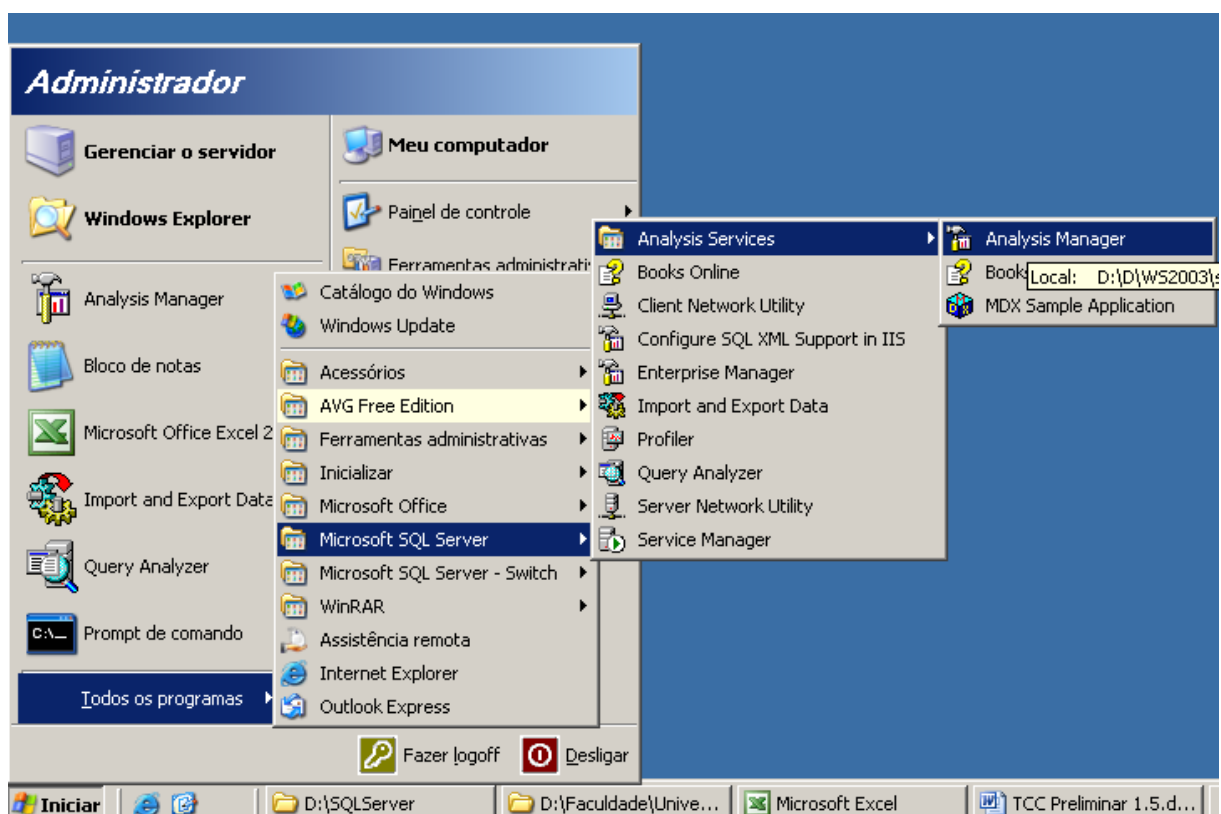 Administrador
Gerenciar o servidor
Windows Explorer
Analysis Manager
Bloco de notas
Microsoft Office Excel 2
Import and Export Data
Query Analyzer
Prompt de comando
Todos os programas
Meu computador
Painel de controle
Ferramentas administrati
Catálogo do Windows
Windows Update
Acessórios
AVG Free Edition
Ferramentas administrativas
Inicializar
Microsoft Office
Microsoft SQL Server
Microsoft SQL Server - Switch
WinRAR
Assistência remota
Internet Explorer
Outlook Express
Analysis Services
Books Online
Client Network Utility
Configure SQL XML Support in IIS
Enterprise Manager
Import and Export Data
Profiler
Query Analyzer
Server Network Utility
Service Manager
Analysis Manager
Books
Local: D:\D\WS2003\s
MDX Sample Application
Fazer logoff
Desligar
Iniciar
D:\SQLServer
D:\Faculdade\Unive...
Microsoft Excel
TCC Preliminar 1.5.d...
C:\_